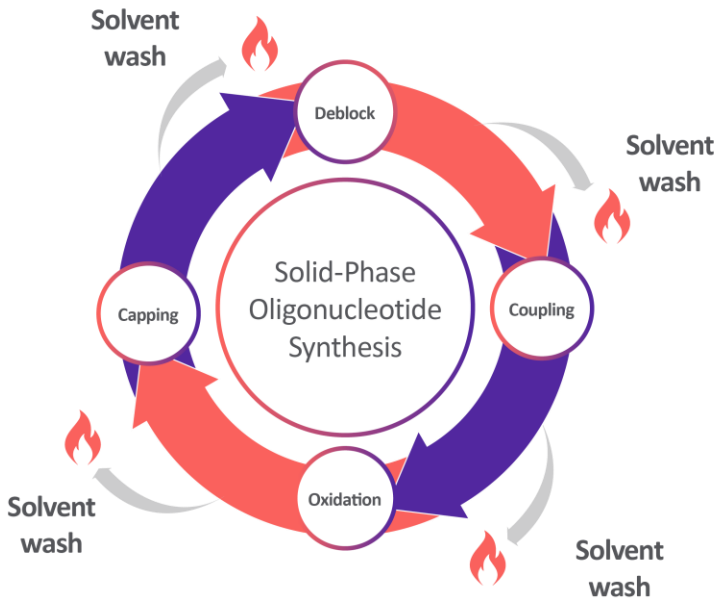 Solvent
wash
Deblock
Solvent
wash
Solid-Phase
Oligonucleotide
Synthesis
Capping
Coupling
Oxidation
Solvent
wash
Solvent
wash